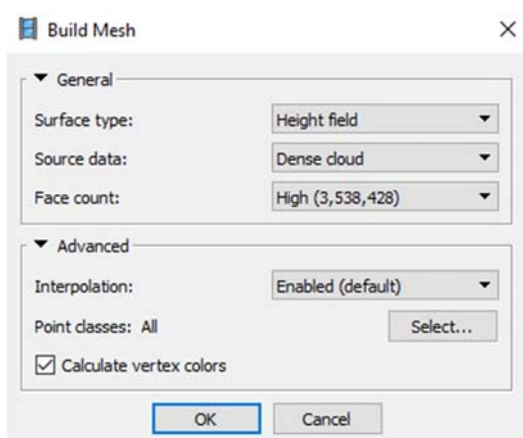 Build Mesh
General
Surface type: Height field
Source data: Dense cloud
Face count: High (3,538,428)
Advanced
Interpolation: Enabled (default)
Point classes: All Select...
Calculate vertex colors
OK Cancel